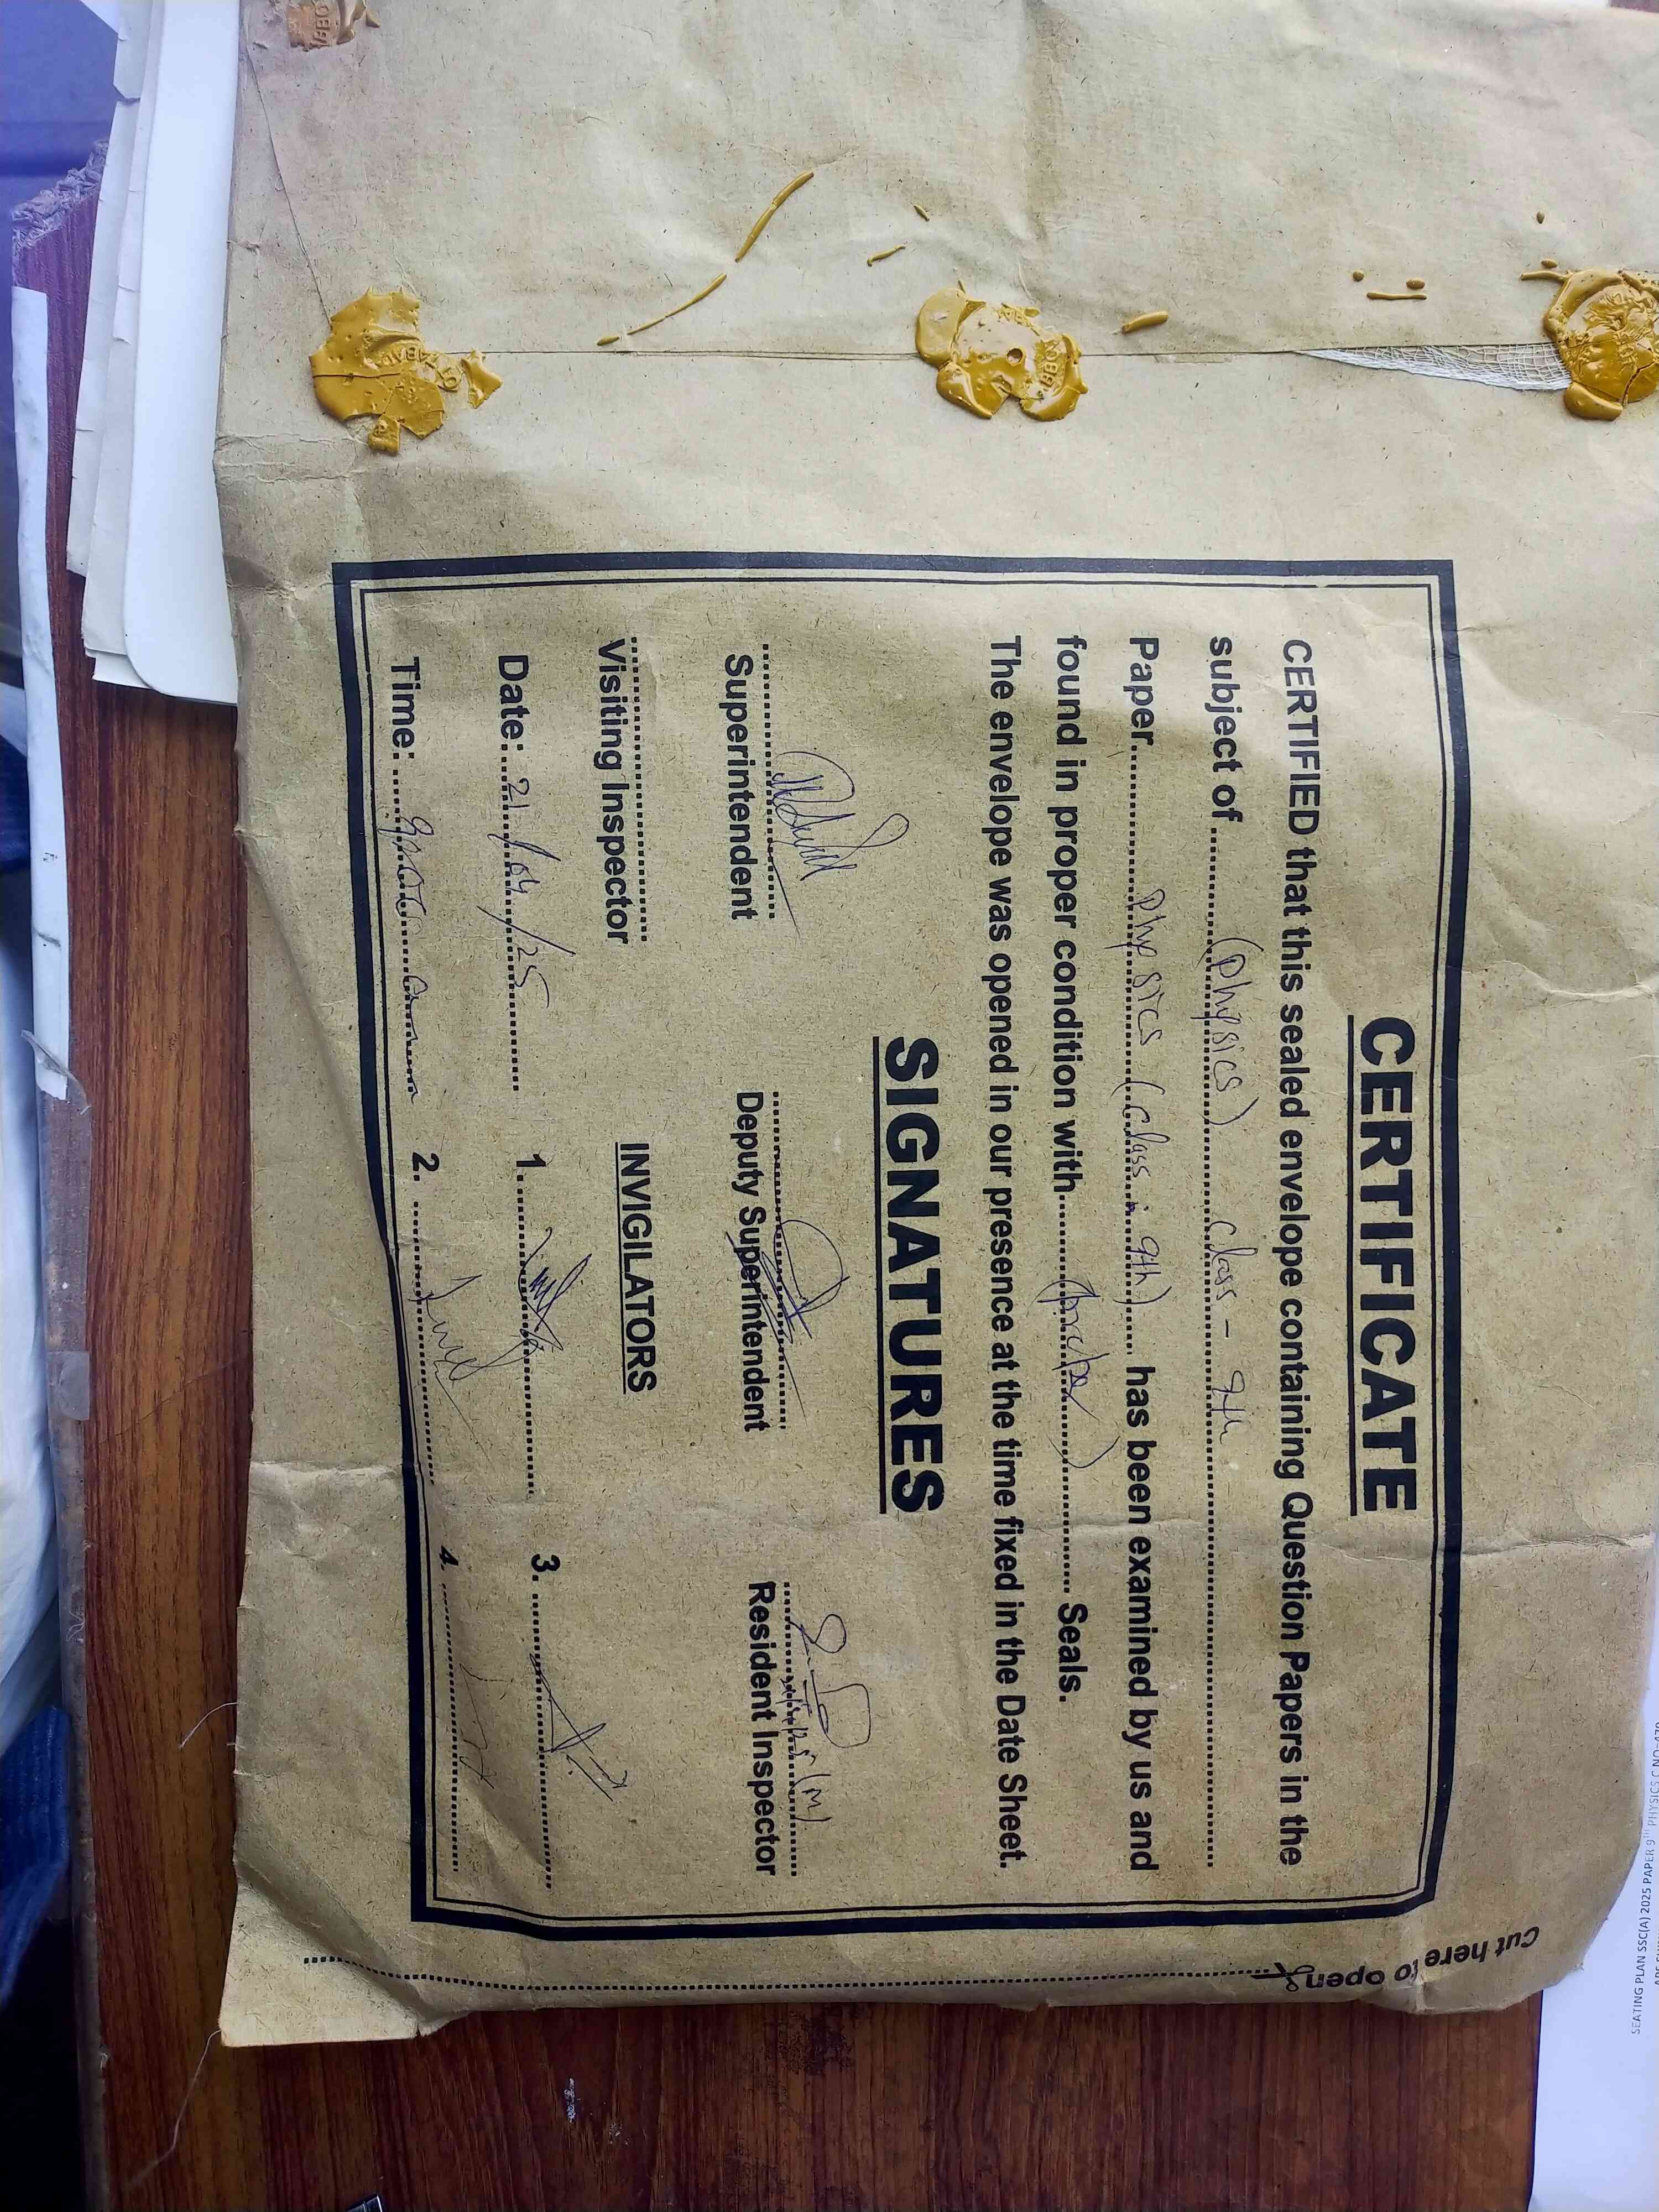 CERTIFICATE
CERTIFIED that this sealed envelope containing Question Papers in the
subject of ........ (Physics) class - 9th
Paper........ Physics (class: 9th) .... has been examined by us and
found in proper condition with........ Seals.
The envelope was opened in our presence at the time fixed in the Date Sheet.
SIGNATURES
Superintendent
Deputy Superintendent
Resident Inspector
Visiting Inspector
INVIGILATORS
Date: 21/04/25
1.
3.
Time:
2.
4.
Cut here to open
SEATING PLAN SSC(A) 2025 PAPER 9TH PHYSICS C.NO-